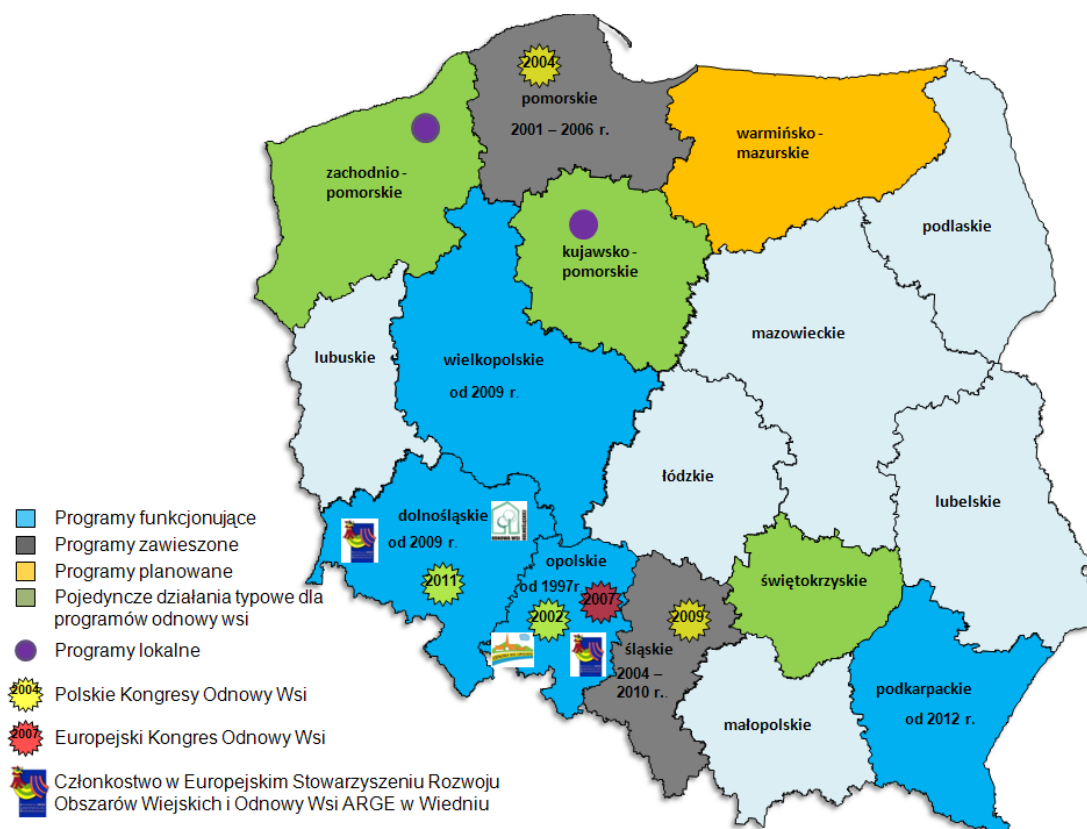 2004
pomorskie
2001 – 2006 r.
warmińsko-
mazurskie
zachodnio-
pomorskie
podlaskie
kujawsko-
pomorskie
mazowieckie
lubuskie
wielkopolskie
od 2009 r.
łódzkie
lubelskie
dolnośląskie
od 2009 r.
opolskie
od 1997r
2011
2002
2007
2009
świętokrzyskie
śląskie
2004 –
2010 r..
małopolskie
podkarpackie
od 2012 r.
Programy funkcjonujące
Programy zawieszone
Programy planowane
Pojedyncze działania typowe dla
programów odnowy wsi
Programy lokalne
2004
Polskie Kongresy Odnowy Wsi
2007
Europejski Kongres Odnowy Wsi
Członkostwo w Europejskim Stowarzyszeniu Rozwoju
Obszarów Wiejskich i Odnowy Wsi ARGE w Wiedniu